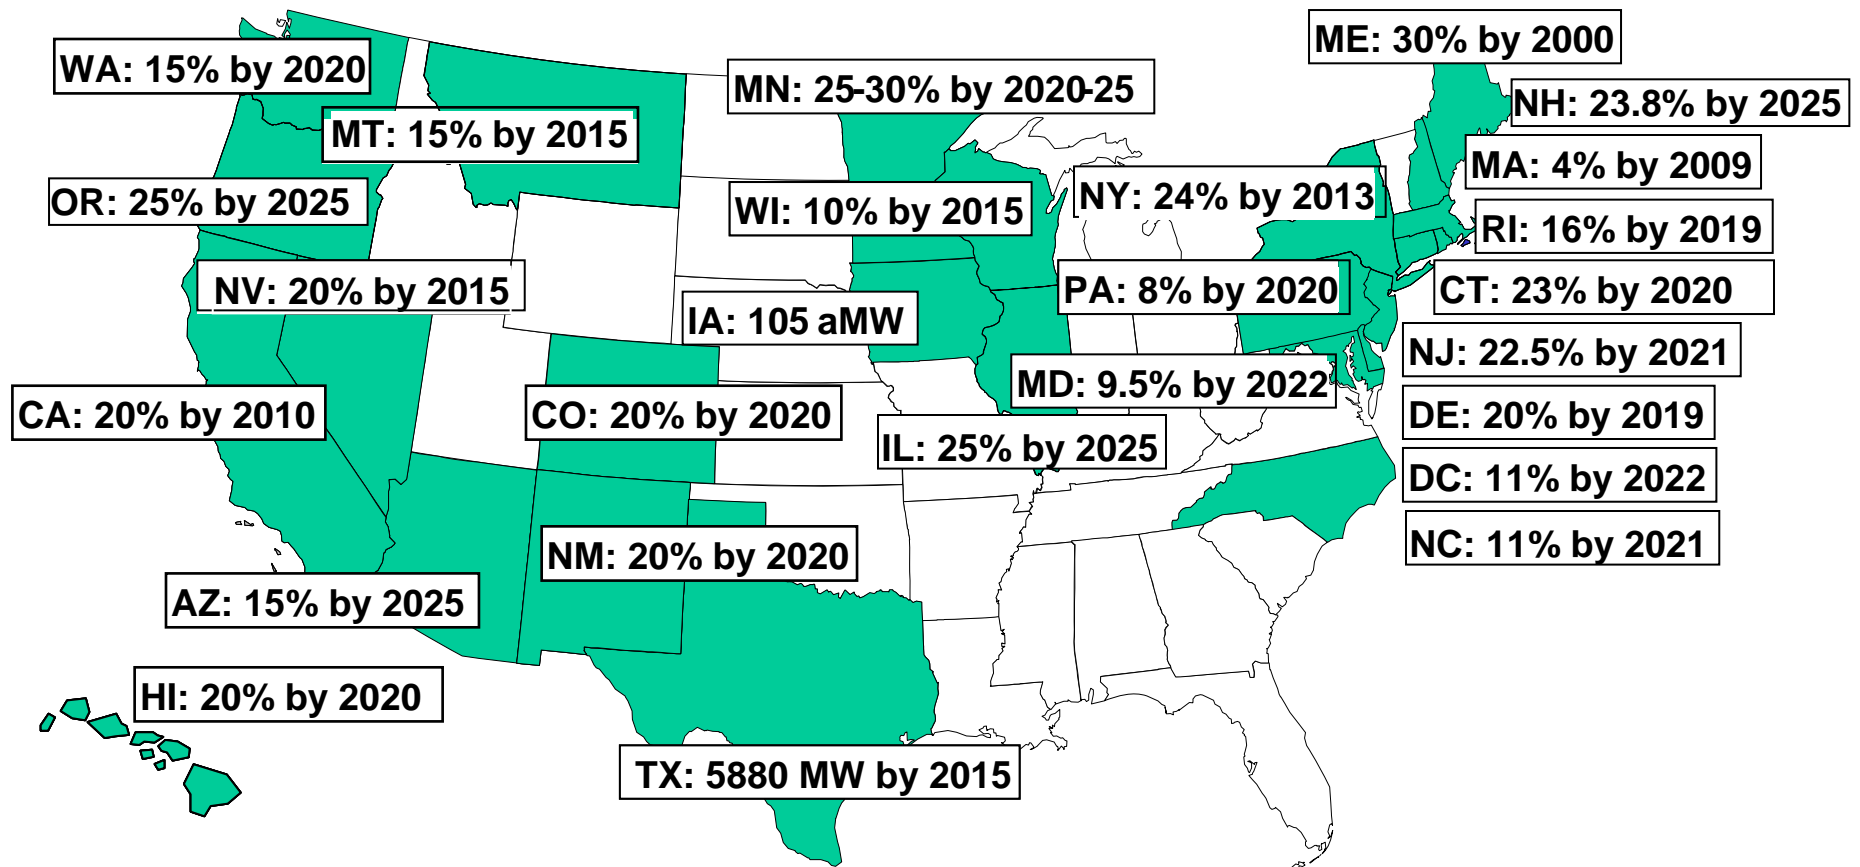 ME: 30% by 2000
WA: 15% by 2020
MN: 25-30% by 2020-25
NH: 23.8% by 2025
MT: 15% by 2015
MA: 4% by 2009
OR: 25% by 2025
WI: 10% by 2015
NY: 24% by 2013
RI: 16% by 2019
NV: 20% by 2015
PA: 8% by 2020
CT: 23% by 2020
IA: 105 aMW
NJ: 22.5% by 2021
MD: 9.5% by 2022
CA: 20% by 2010
CO: 20% by 2020
DE: 20% by 2019
IL: 25% by 2025
DC: 11% by 2022
NC: 11% by 2021
NM: 20% by 2020
AZ: 15% by 2025
HI: 20% by 2020
TX: 5880 MW by 2015